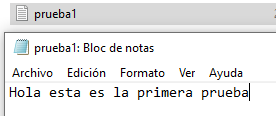 prueba1
prueba1: Bloc de notas
Archivo Edición Formato Ver Ayuda
Hola esta es la primera prueba